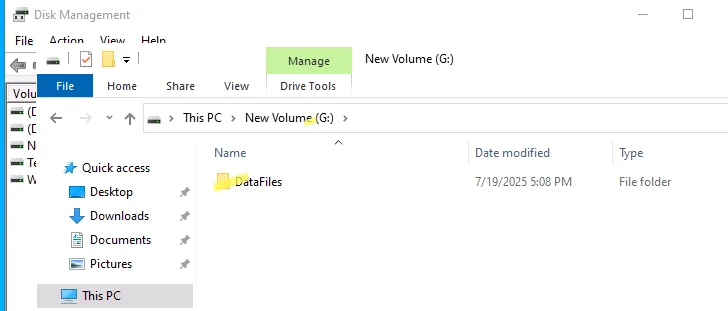 Disk Management
File Action View Help
Manage
New Volume (G:)
File
Home
Share
View
Drive Tools
This PC
New Volume (G:)
Name
Date modified
Type
Quick access
Desktop
Downloads
Documents
Pictures
This PC
DataFiles
7/19/2025 5:08 PM
File folder
Volu
(D
(D
N
Te
W